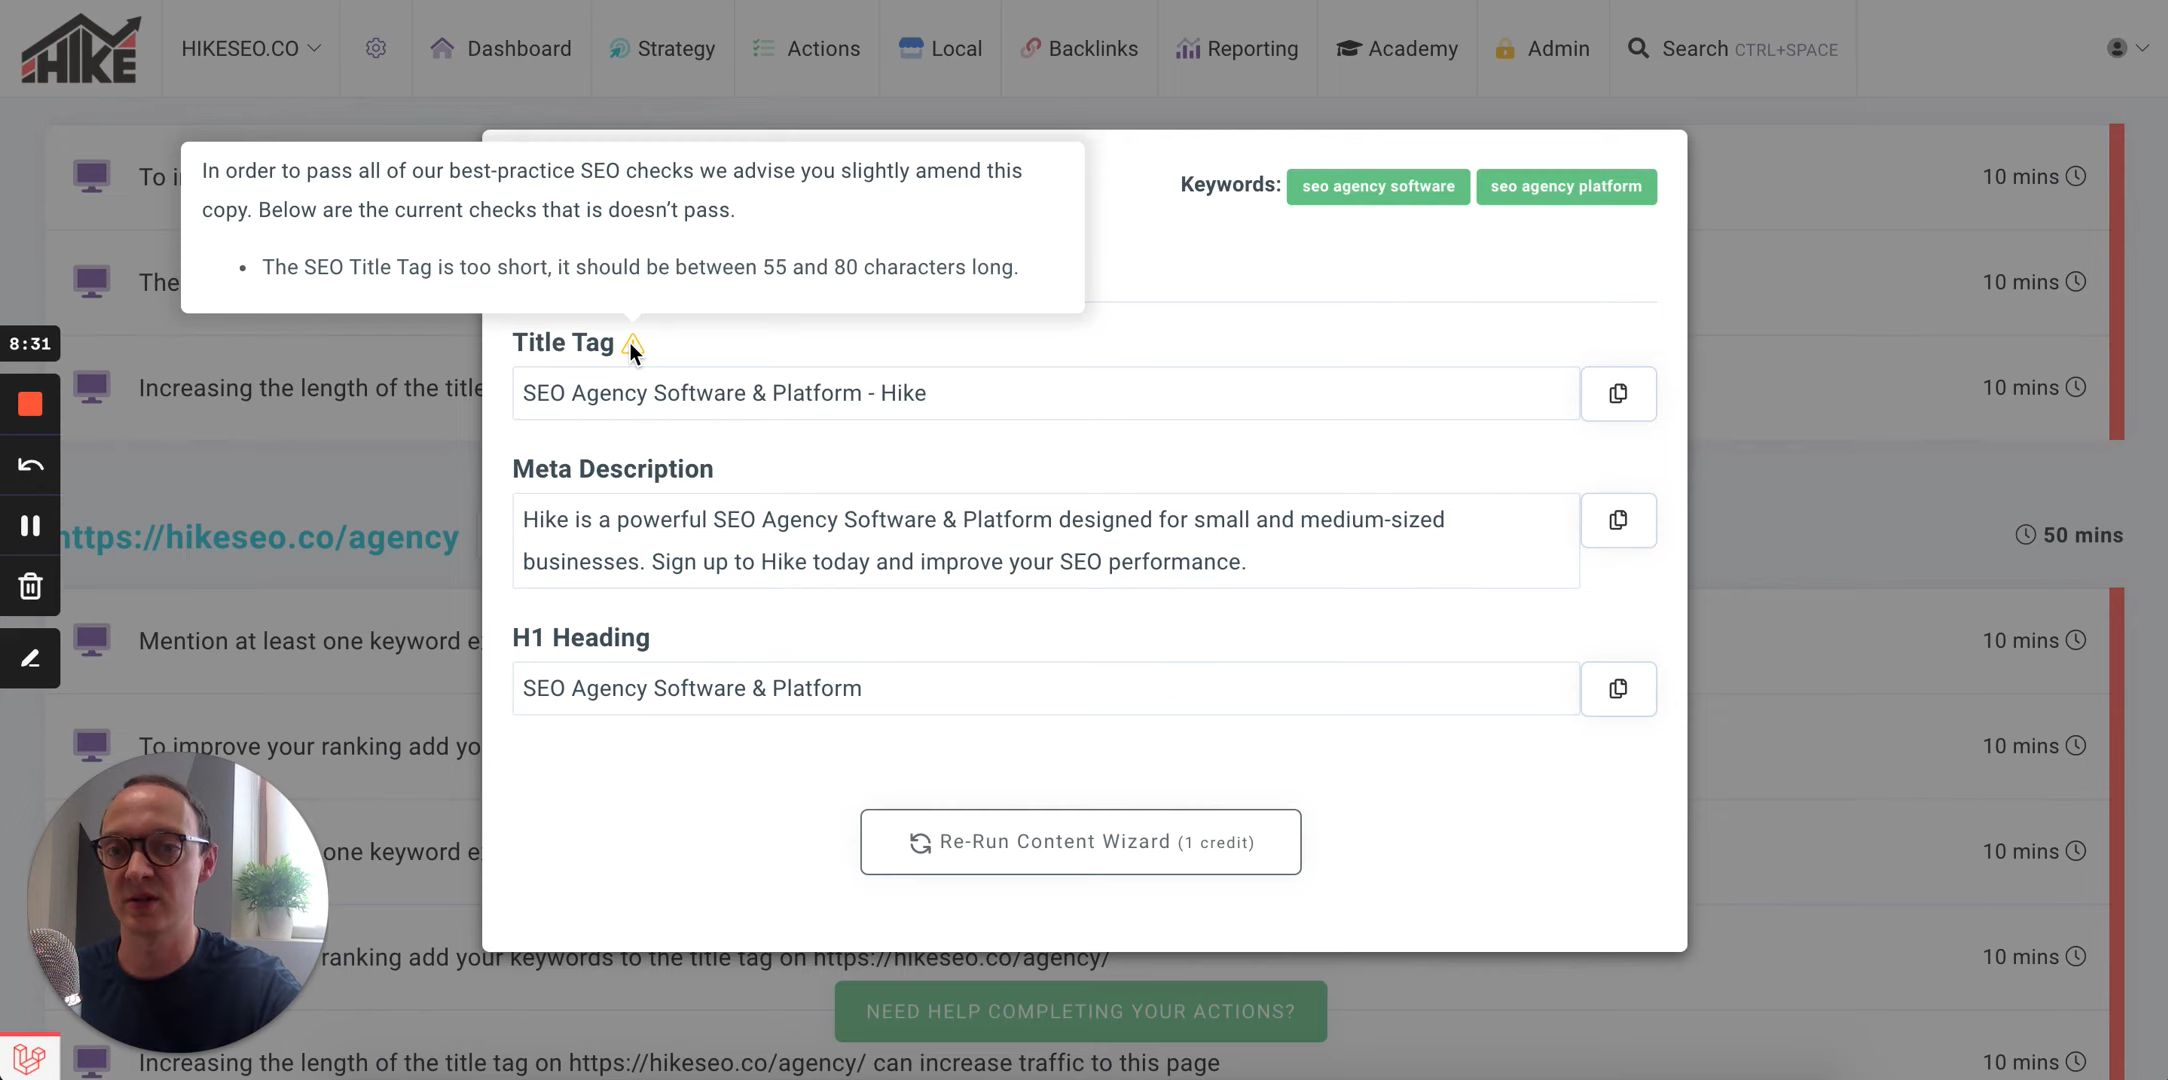 HIKE
HIKESEO.CO
Dashboard
Strategy
Actions
Local
Backlinks
Reporting
Academy
Admin
Search CTRL+SPACE
To i
10 mins
In order to pass all of our best-practice SEO checks we advise you slightly amend this
copy. Below are the current checks that is doesn’t pass.
• The SEO Title Tag is too short, it should be between 55 and 80 characters long.
Keywords: seo agency software seo agency platform
The
10 mins
8:31
Title Tag
SEO Agency Software & Platform - Hike
Increasing the length of the title
10 mins
Meta Description
Hike is a powerful SEO Agency Software & Platform designed for small and medium-sized
businesses. Sign up to Hike today and improve your SEO performance.
https://hikeseo.co/agency
50 mins
H1 Heading
SEO Agency Software & Platform
Mention at least one keyword e
10 mins
To improve your ranking add yo
10 mins
Re-Run Content Wizard (1 credit)
one keyword e
10 mins
ranking add your keywords to the title tag on https://hikeseo.co/agency/
10 mins
NEED HELP COMPLETING YOUR ACTIONS?
Increasing the length of the title tag on https://hikeseo.co/agency/ can increase traffic to this page
10 mins